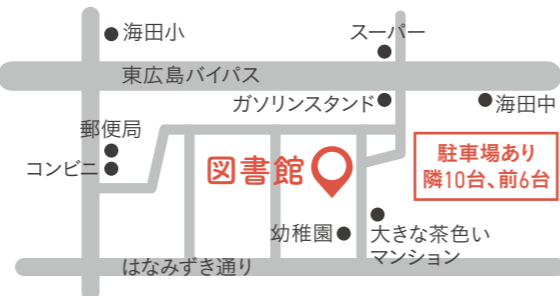 海田小
スーパー
東広島バイパス
ガソリンスタンド
海田中
郵便局
コンビニ
図書館
駐車場あり
隣10台、前6台
幼稚園
大きな茶色い
マンション
はなみずき通り